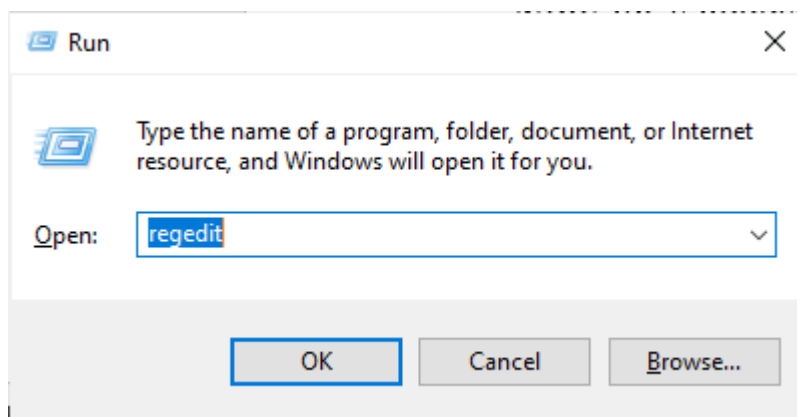 Run
Type the name of a program, folder, document, or Internet
resource, and Windows will open it for you.
Open: regedit
OK Cancel Browse...